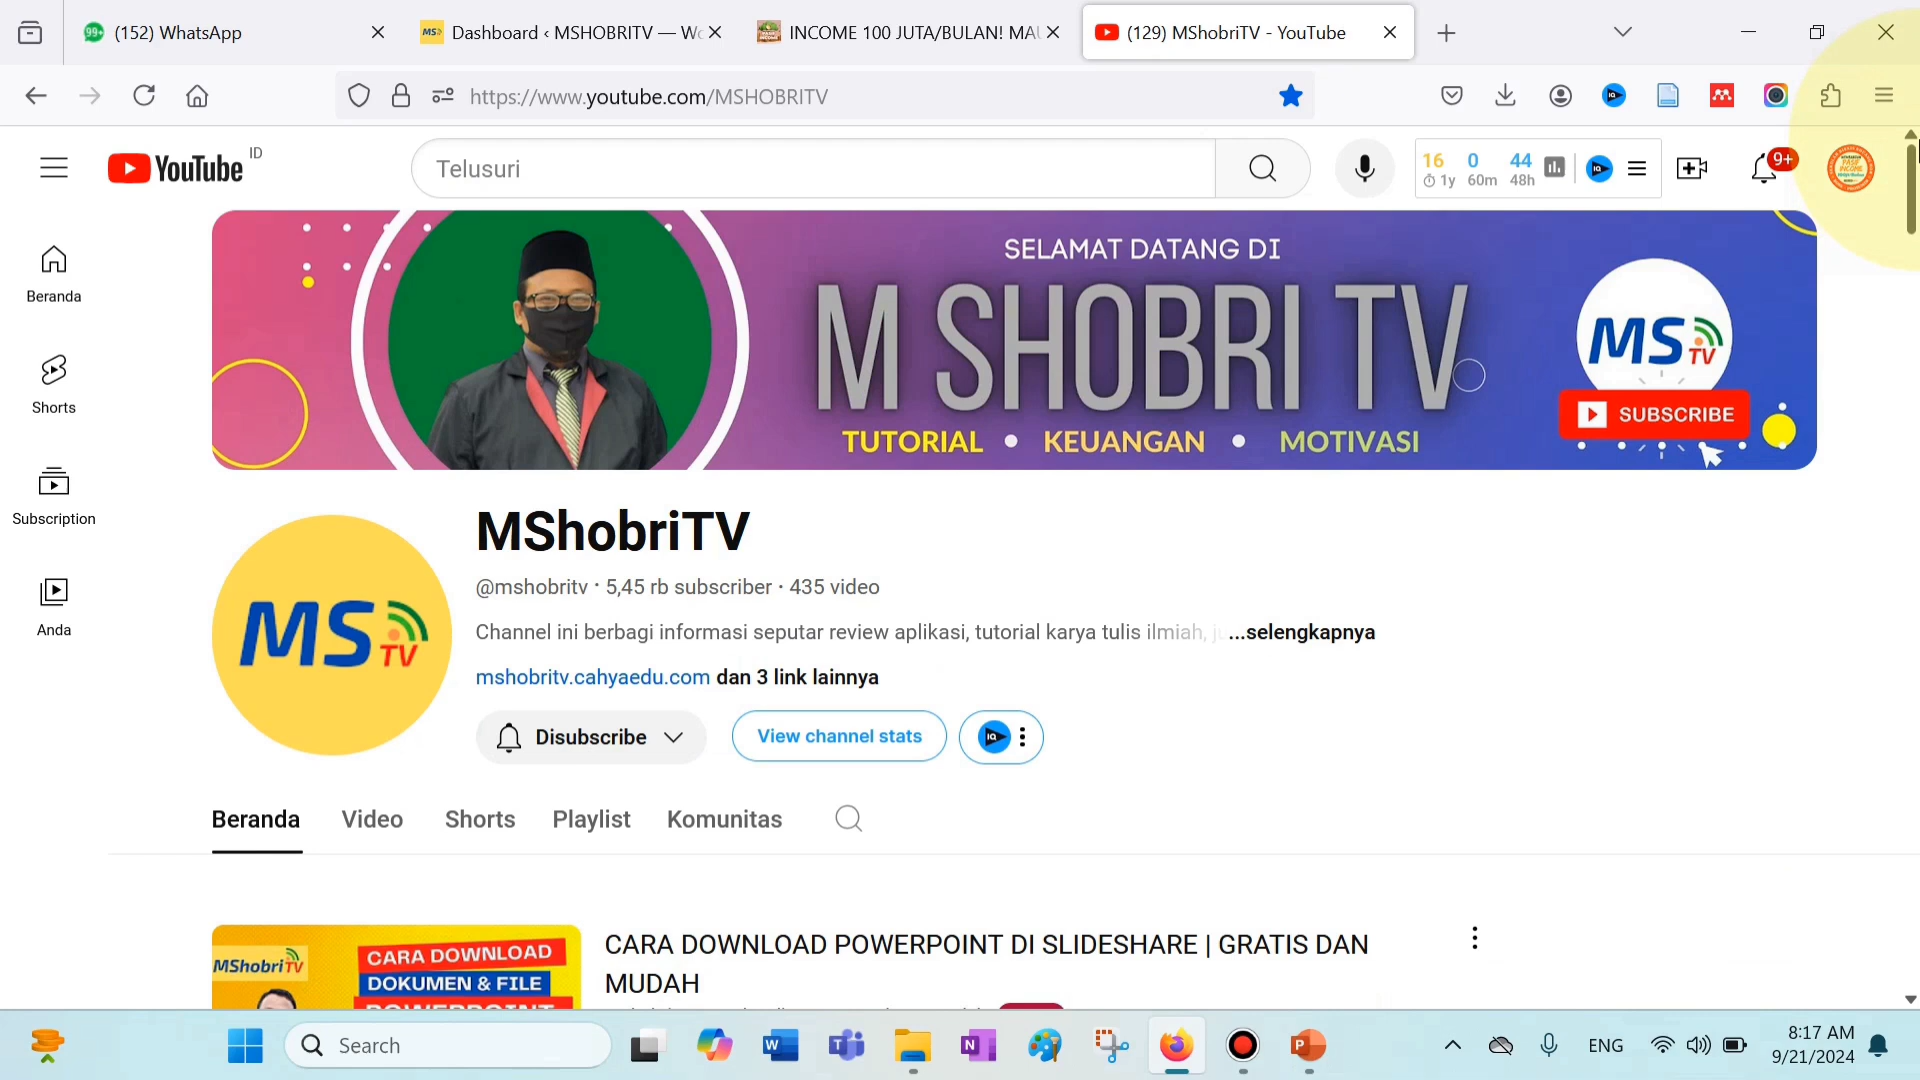 (152) WhatsApp
Dashboard ‹ MSHOBRITV — Wo
INCOME 100 JUTA/BULAN! MAU
(129) MShobriTV - YouTube
https://www.youtube.com/MSHOBRITV
YouTube ID
Telusuri
16 0 44
1y 60m 48h
9+
Beranda
Shorts
Subscription
Anda
SELAMAT DATANG DI
M SHOBRI TV
TUTORIAL • KEUANGAN • MOTIVASI
MS TV
SUBSCRIBE
MS TV
MShobriTV
@mshobritv • 5,45 rb subscriber • 435 video
Channel ini berbagi informasi seputar review aplikasi, tutorial karya tulis ilmiah, ...selengkapnya
mshobritv.cahyaedu.com dan 3 link lainnya
Disubscribe
View channel stats
Beranda Video Shorts Playlist Komunitas
MShobriTV
CARA DOWNLOAD
DOKUMEN & FILE
POWERPOINT
CARA DOWNLOAD POWERPOINT DI SLIDESHARE | GRATIS DAN
MUDAH
Search
ENG
8:17 AM
9/21/2024